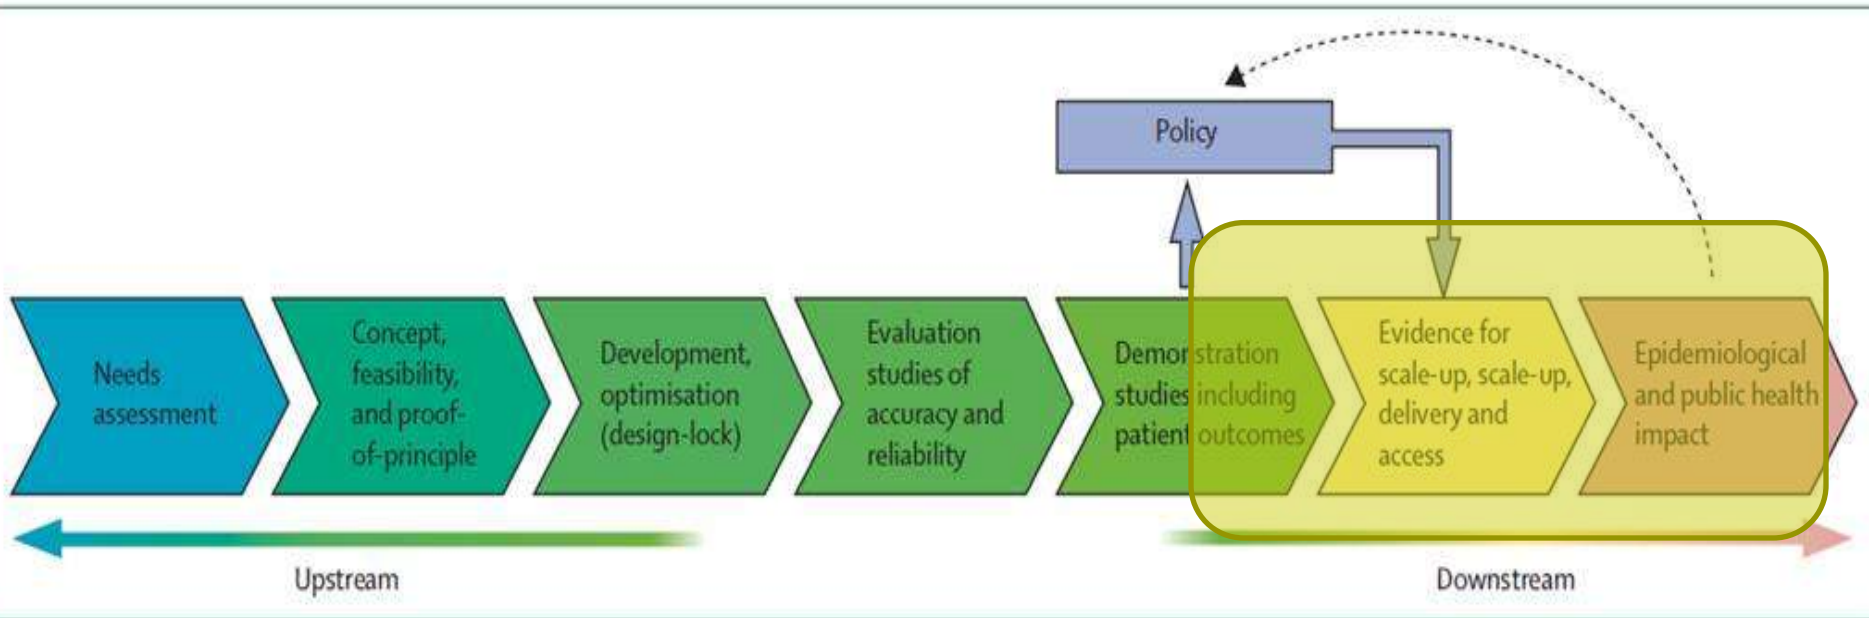 Policy
Needs
assessment
Concept,
feasibility,
and proof-
of-principle
Development,
optimisation
(design-lock)
Evaluation
studies of
accuracy and
reliability
Demonstration
studies including
patient outcomes
Evidence for
scale-up, scale-up,
delivery and
access
Epidemiological
and public health
impact
Upstream
Downstream